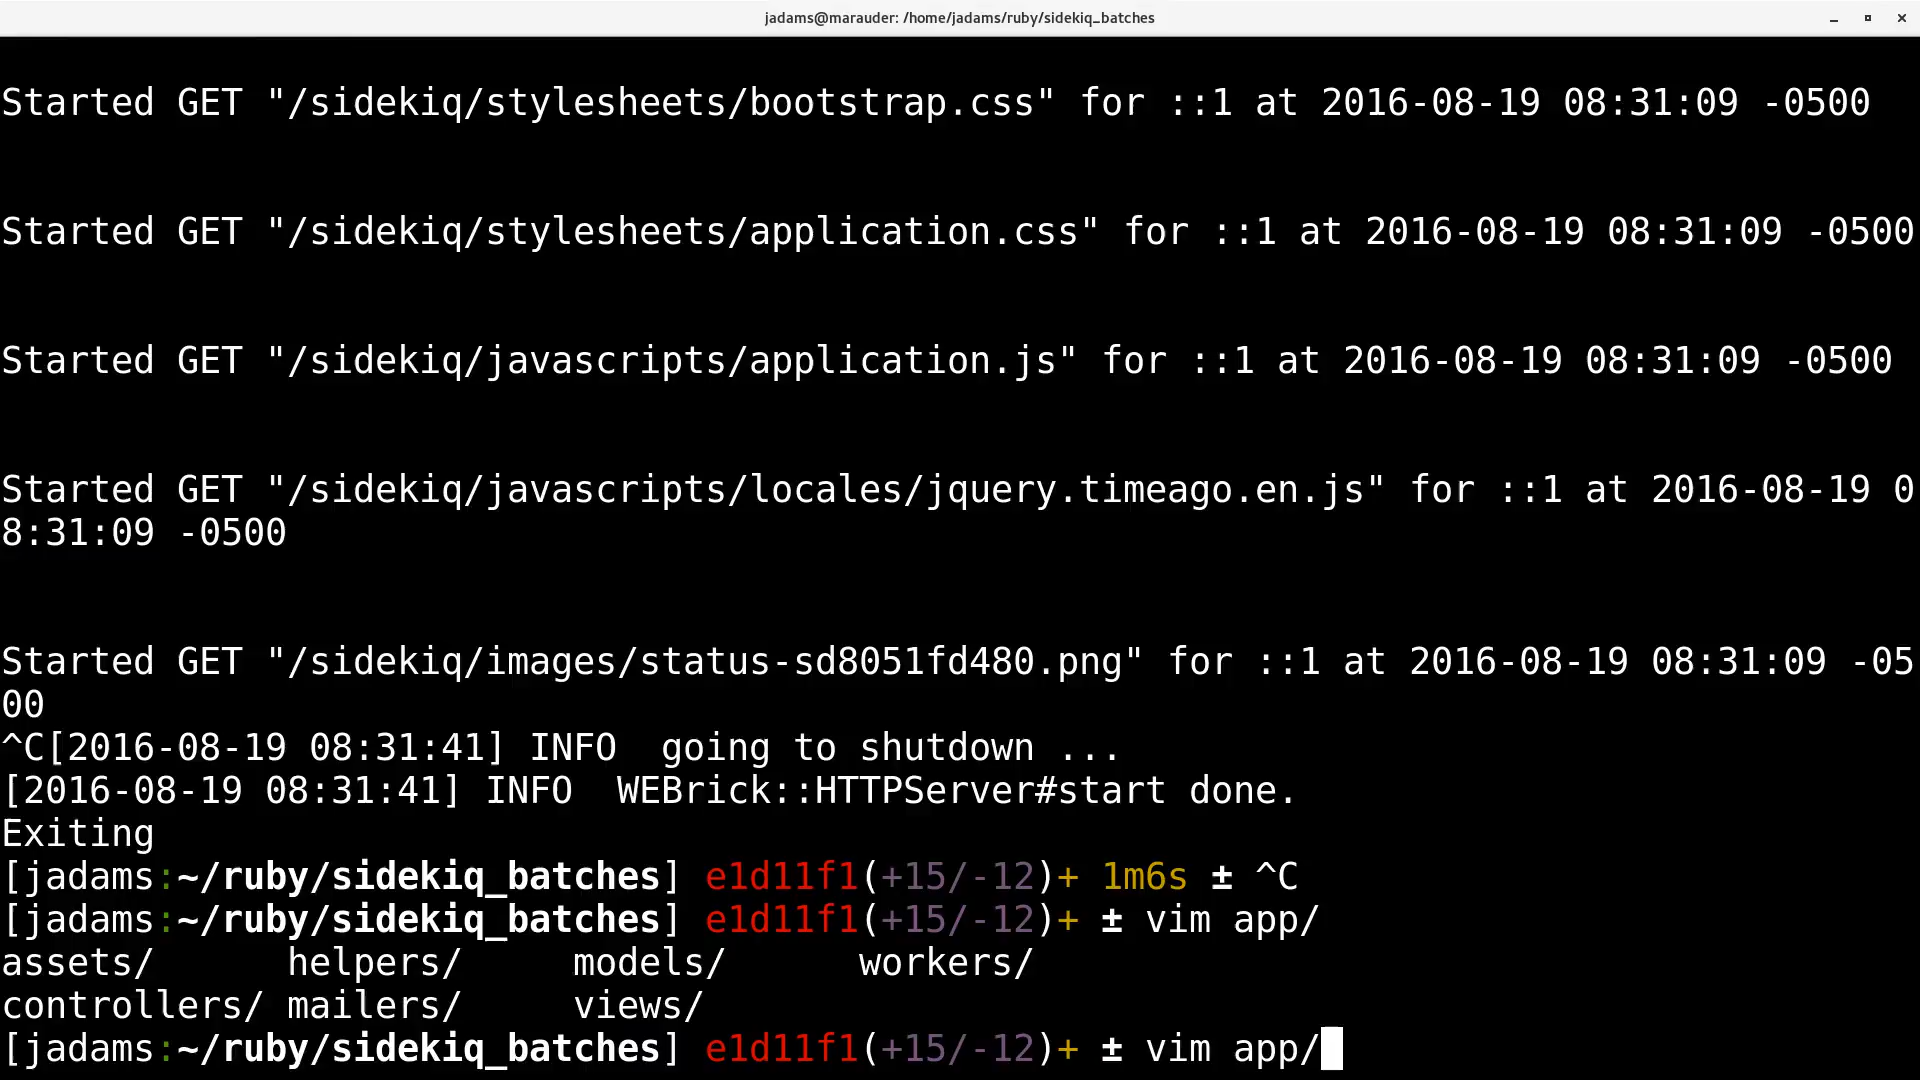 jadams@marauder: /home/jadams/ruby/sidekiq_batches
Started GET "/sidekiq/stylesheets/bootstrap.css" for ::1 at 2016-08-19 08:31:09 -0500
Started GET "/sidekiq/stylesheets/application.css" for ::1 at 2016-08-19 08:31:09 -0500
Started GET "/sidekiq/javascripts/application.js" for ::1 at 2016-08-19 08:31:09 -0500
Started GET "/sidekiq/javascripts/locales/jquery.timeago.en.js" for ::1 at 2016-08-19 0
8:31:09 -0500
Started GET "/sidekiq/images/status-sd8051fd480.png" for ::1 at 2016-08-19 08:31:09 -05
00
^C[2016-08-19 08:31:41] INFO  going to shutdown ...
[2016-08-19 08:31:41] INFO  WEBrick::HTTPServer#start done.
Exiting
[jadams:~/ruby/sidekiq_batches] e1d11f1(+15/-12)+ 1m6s ± ^C
[jadams:~/ruby/sidekiq_batches] e1d11f1(+15/-12)+ ± vim app/
assets/      helpers/     models/      workers/
controllers/ mailers/     views/
[jadams:~/ruby/sidekiq_batches] e1d11f1(+15/-12)+ ± vim app/